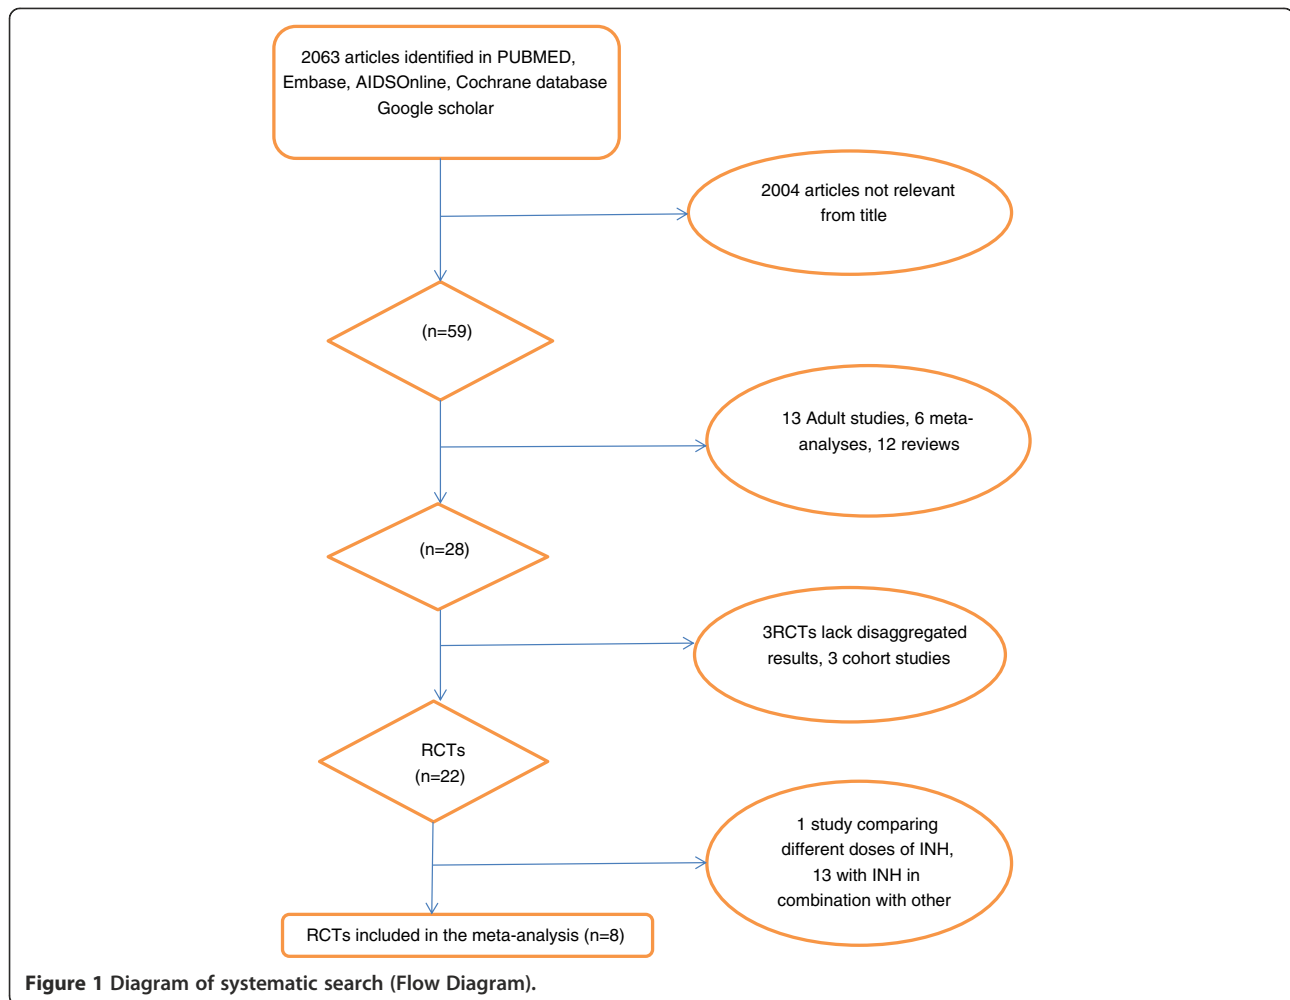 2063 articles identified in PUBMED,
Embase, AIDSOnline, Cochrane database
Google scholar
2004 articles not relevant
from title
(n=59)
13 Adult studies, 6 meta-
analyses, 12 reviews
(n=28)
3RCTs lack disaggregated
results, 3 cohort studies
RCTs
(n=22)
1 study comparing
different doses of INH,
13 with INH in
combination with other
RCTs included in the meta-analysis (n=8)
Figure 1 Diagram of systematic search (Flow Diagram).